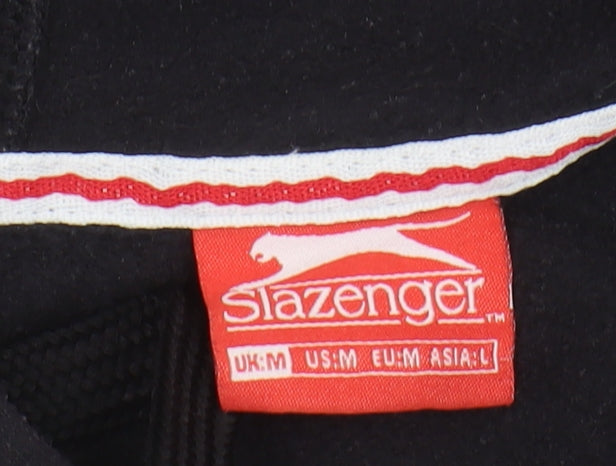 Slazenger™
UK:M US:M EU:M ASIA:L